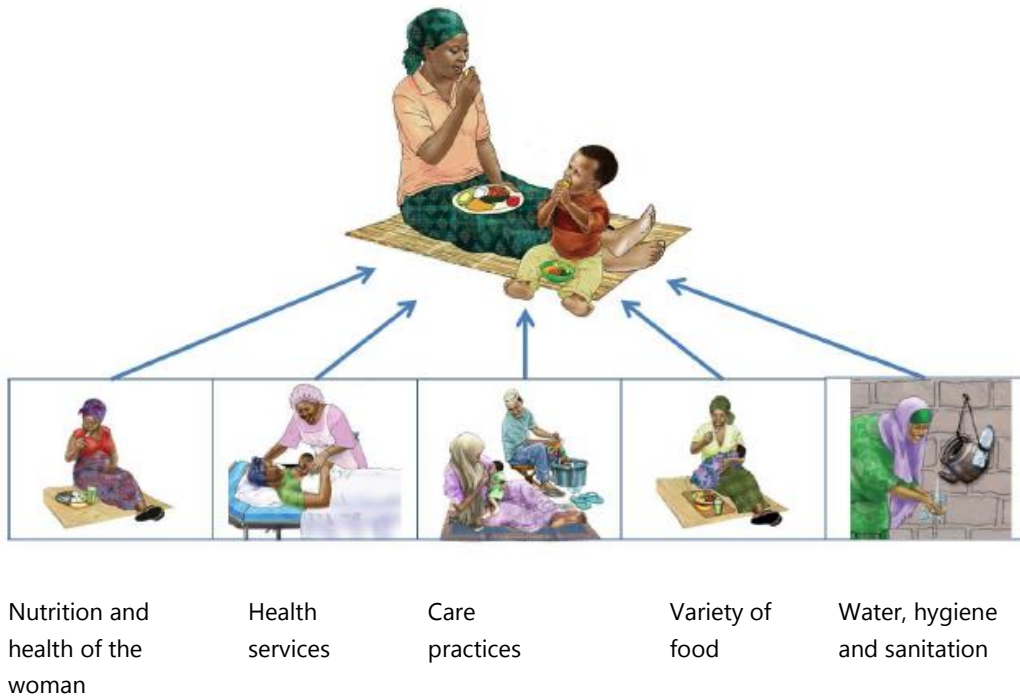 Nutrition and
health of the
woman
Health
services
Care
practices
Variety of
food
Water, hygiene
and sanitation